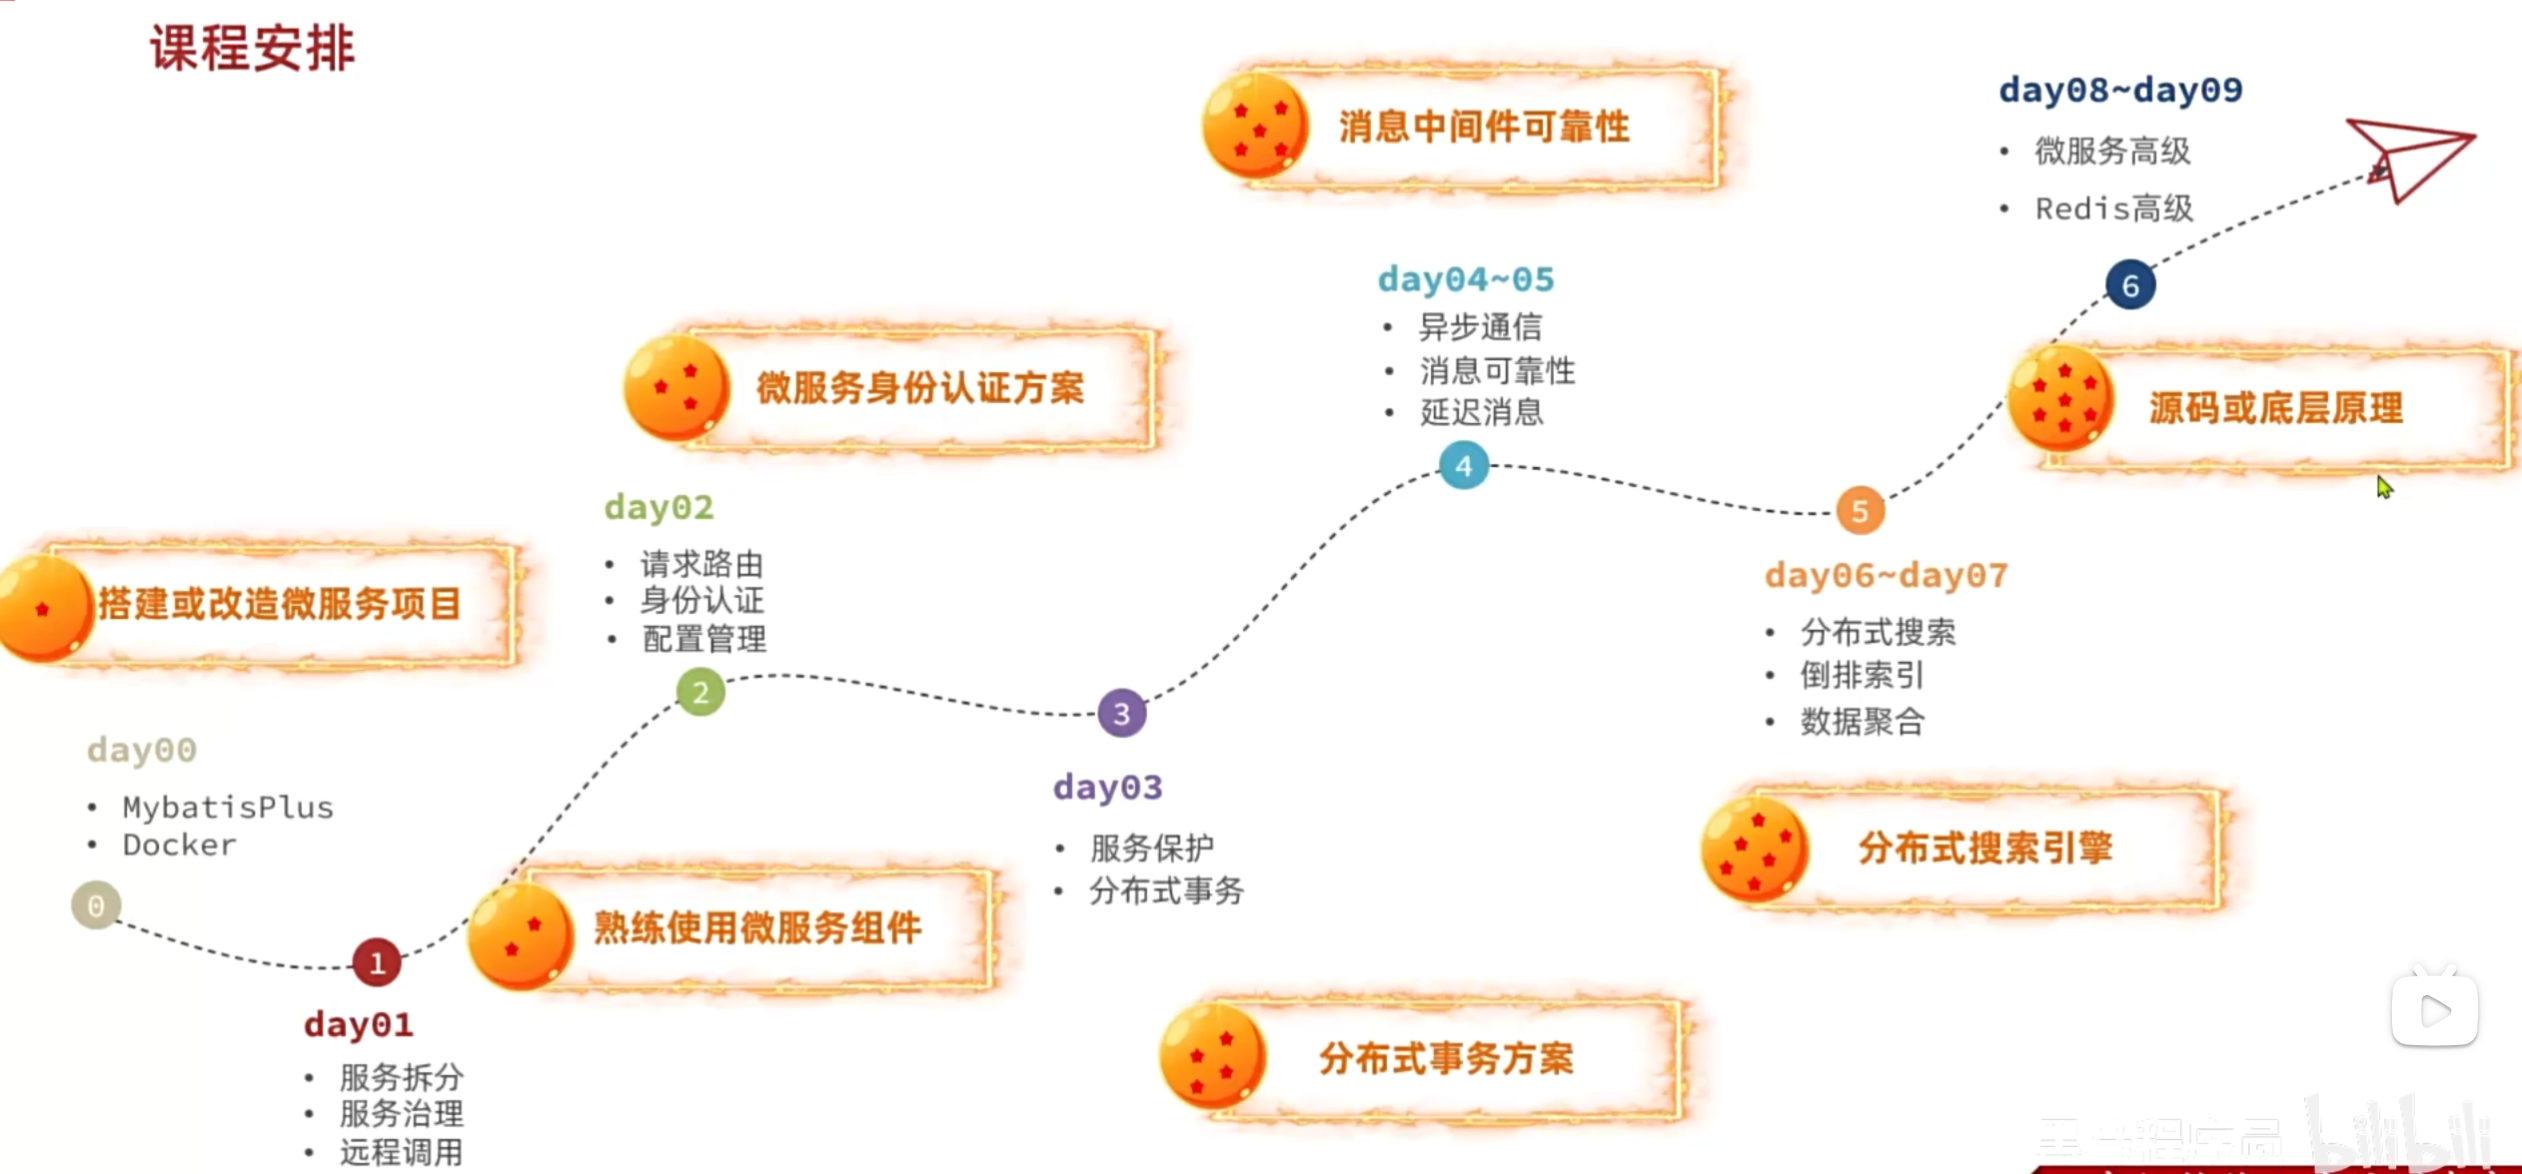 课程安排
消息中间件可靠性
day08~day09
• 微服务高级
• Redis高级
6
day04~05
• 异步通信
• 消息可靠性
• 延迟消息
4
微服务身份认证方案
源码或底层原理
day02
• 请求路由
• 身份认证
• 配置管理
2
5
day06~day07
• 分布式搜索
• 倒排索引
• 数据聚合
搭建或改造微服务项目
3
day03
• 服务保护
• 分布式事务
day00
• MybatisPlus
• Docker
0
分布式搜索引擎
熟练使用微服务组件
1
day01
• 服务拆分
• 服务治理
• 远程调用
分布式事务方案
黑马程序员
bilibili